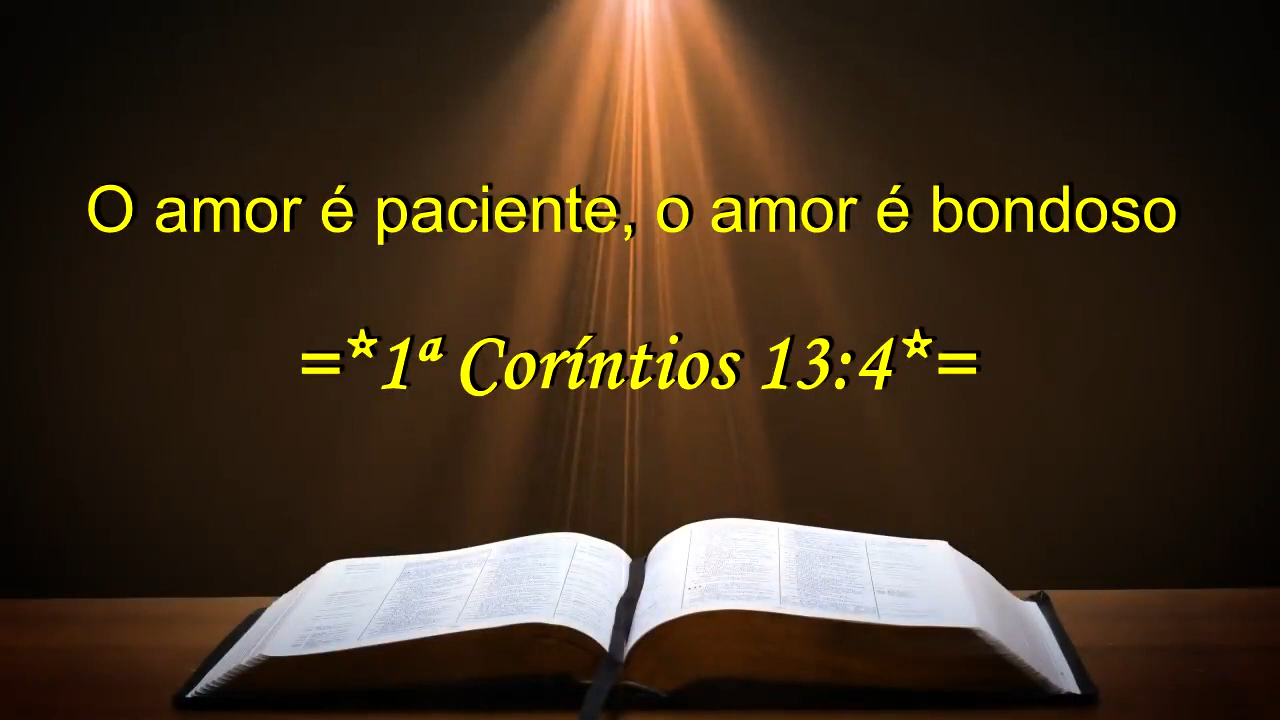 O amor é paciente, o amor é bondoso
=*1ª Coríntios 13:4*=